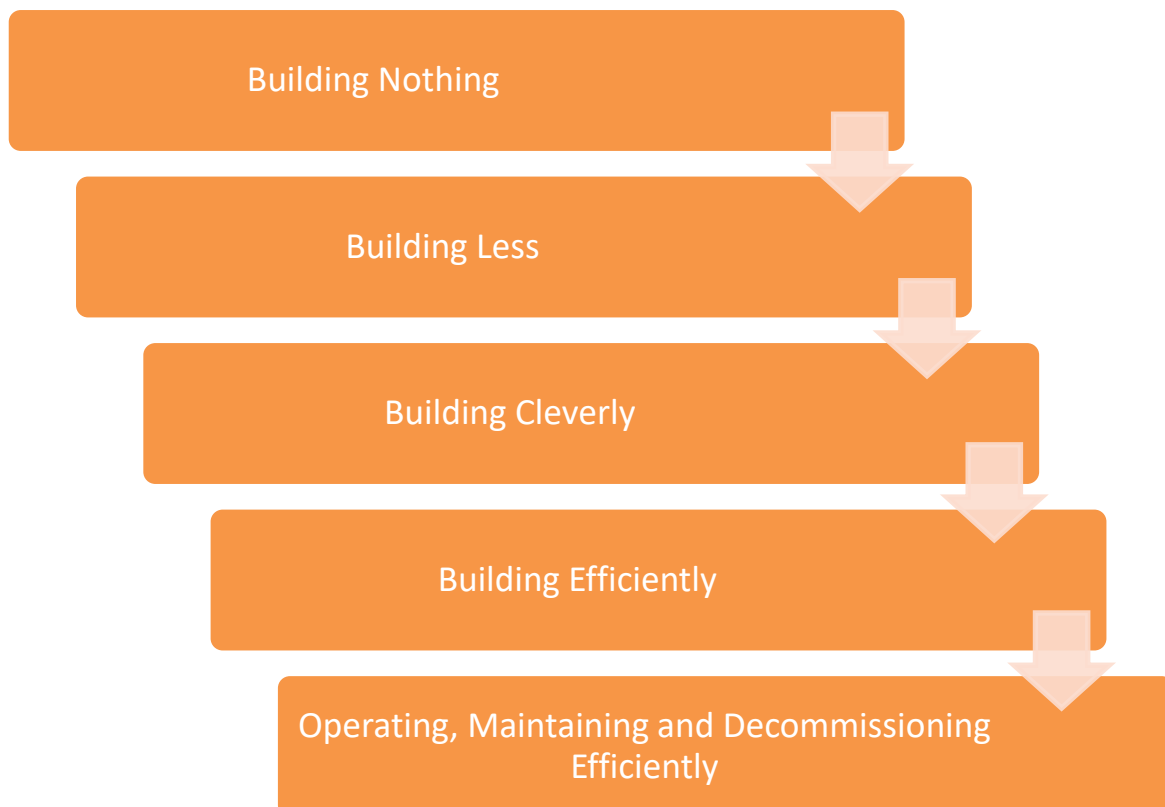 Building Nothing
Building Less
Building Cleverly
Building Efficiently
Operating, Maintaining and Decommissioning
Efficiently